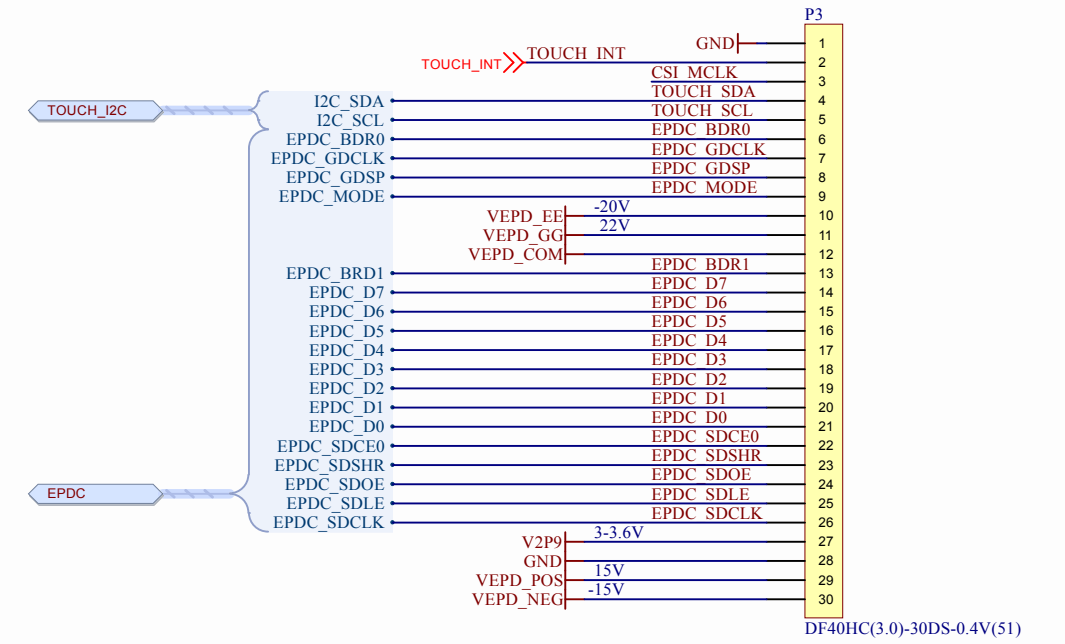 P3
GND 1
TOUCH_INT TOUCH_INT 2
CSI_MCLK 3
TOUCH_I2C I2C_SDA TOUCH_SDA 4
I2C_SCL TOUCH_SCL 5
EPDC_BDR0 EPDC_BDR0 6
EPDC_GDCLK EPDC_GDCLK 7
EPDC_GDSP EPDC_GDSP 8
EPDC_MODE EPDC_MODE 9
VEPD_EE -20V 10
VEPD_GG 22V 11
VEPD_COM 12
EPDC_BRD1 EPDC_BDR1 13
EPDC_D7 EPDC_D7 14
EPDC_D6 EPDC_D6 15
EPDC_D5 EPDC_D5 16
EPDC_D4 EPDC_D4 17
EPDC_D3 EPDC_D3 18
EPDC_D2 EPDC_D2 19
EPDC_D1 EPDC_D1 20
EPDC_D0 EPDC_D0 21
EPDC_SDCE0 EPDC_SDCE0 22
EPDC_SDSHR EPDC_SDSHR 23
EPDC EPDC_SDOE EPDC_SDOE 24
EPDC_SDLE EPDC_SDLE 25
EPDC_SDCLK EPDC_SDCLK 26
V2P9 3-3.6V 27
GND 28
VEPD_POS 15V 29
VEPD_NEG -15V 30
DF40HC(3.0)-30DS-0.4V(51)